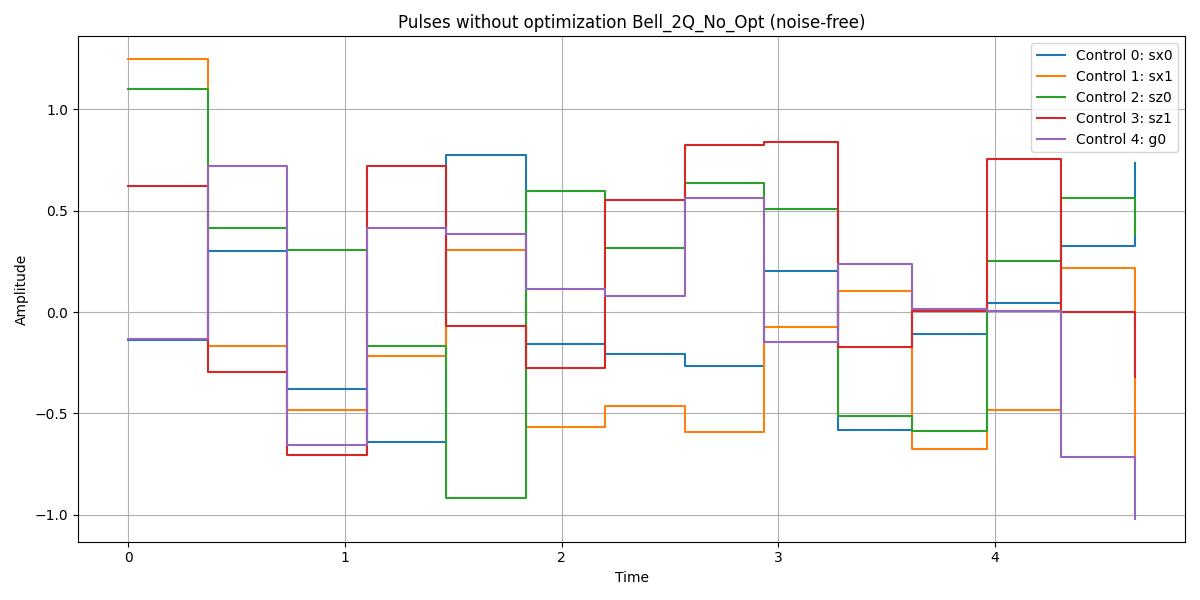 Pulses without optimization Bell_2Q_No_Opt (noise-free)
Control 0: sx0
Control 1: sx1
Control 2: sz0
Control 3: sz1
Control 4: g0
Amplitude
1.0
0.5
0.0
−0.5
−1.0
0 1 2 3 4
Time